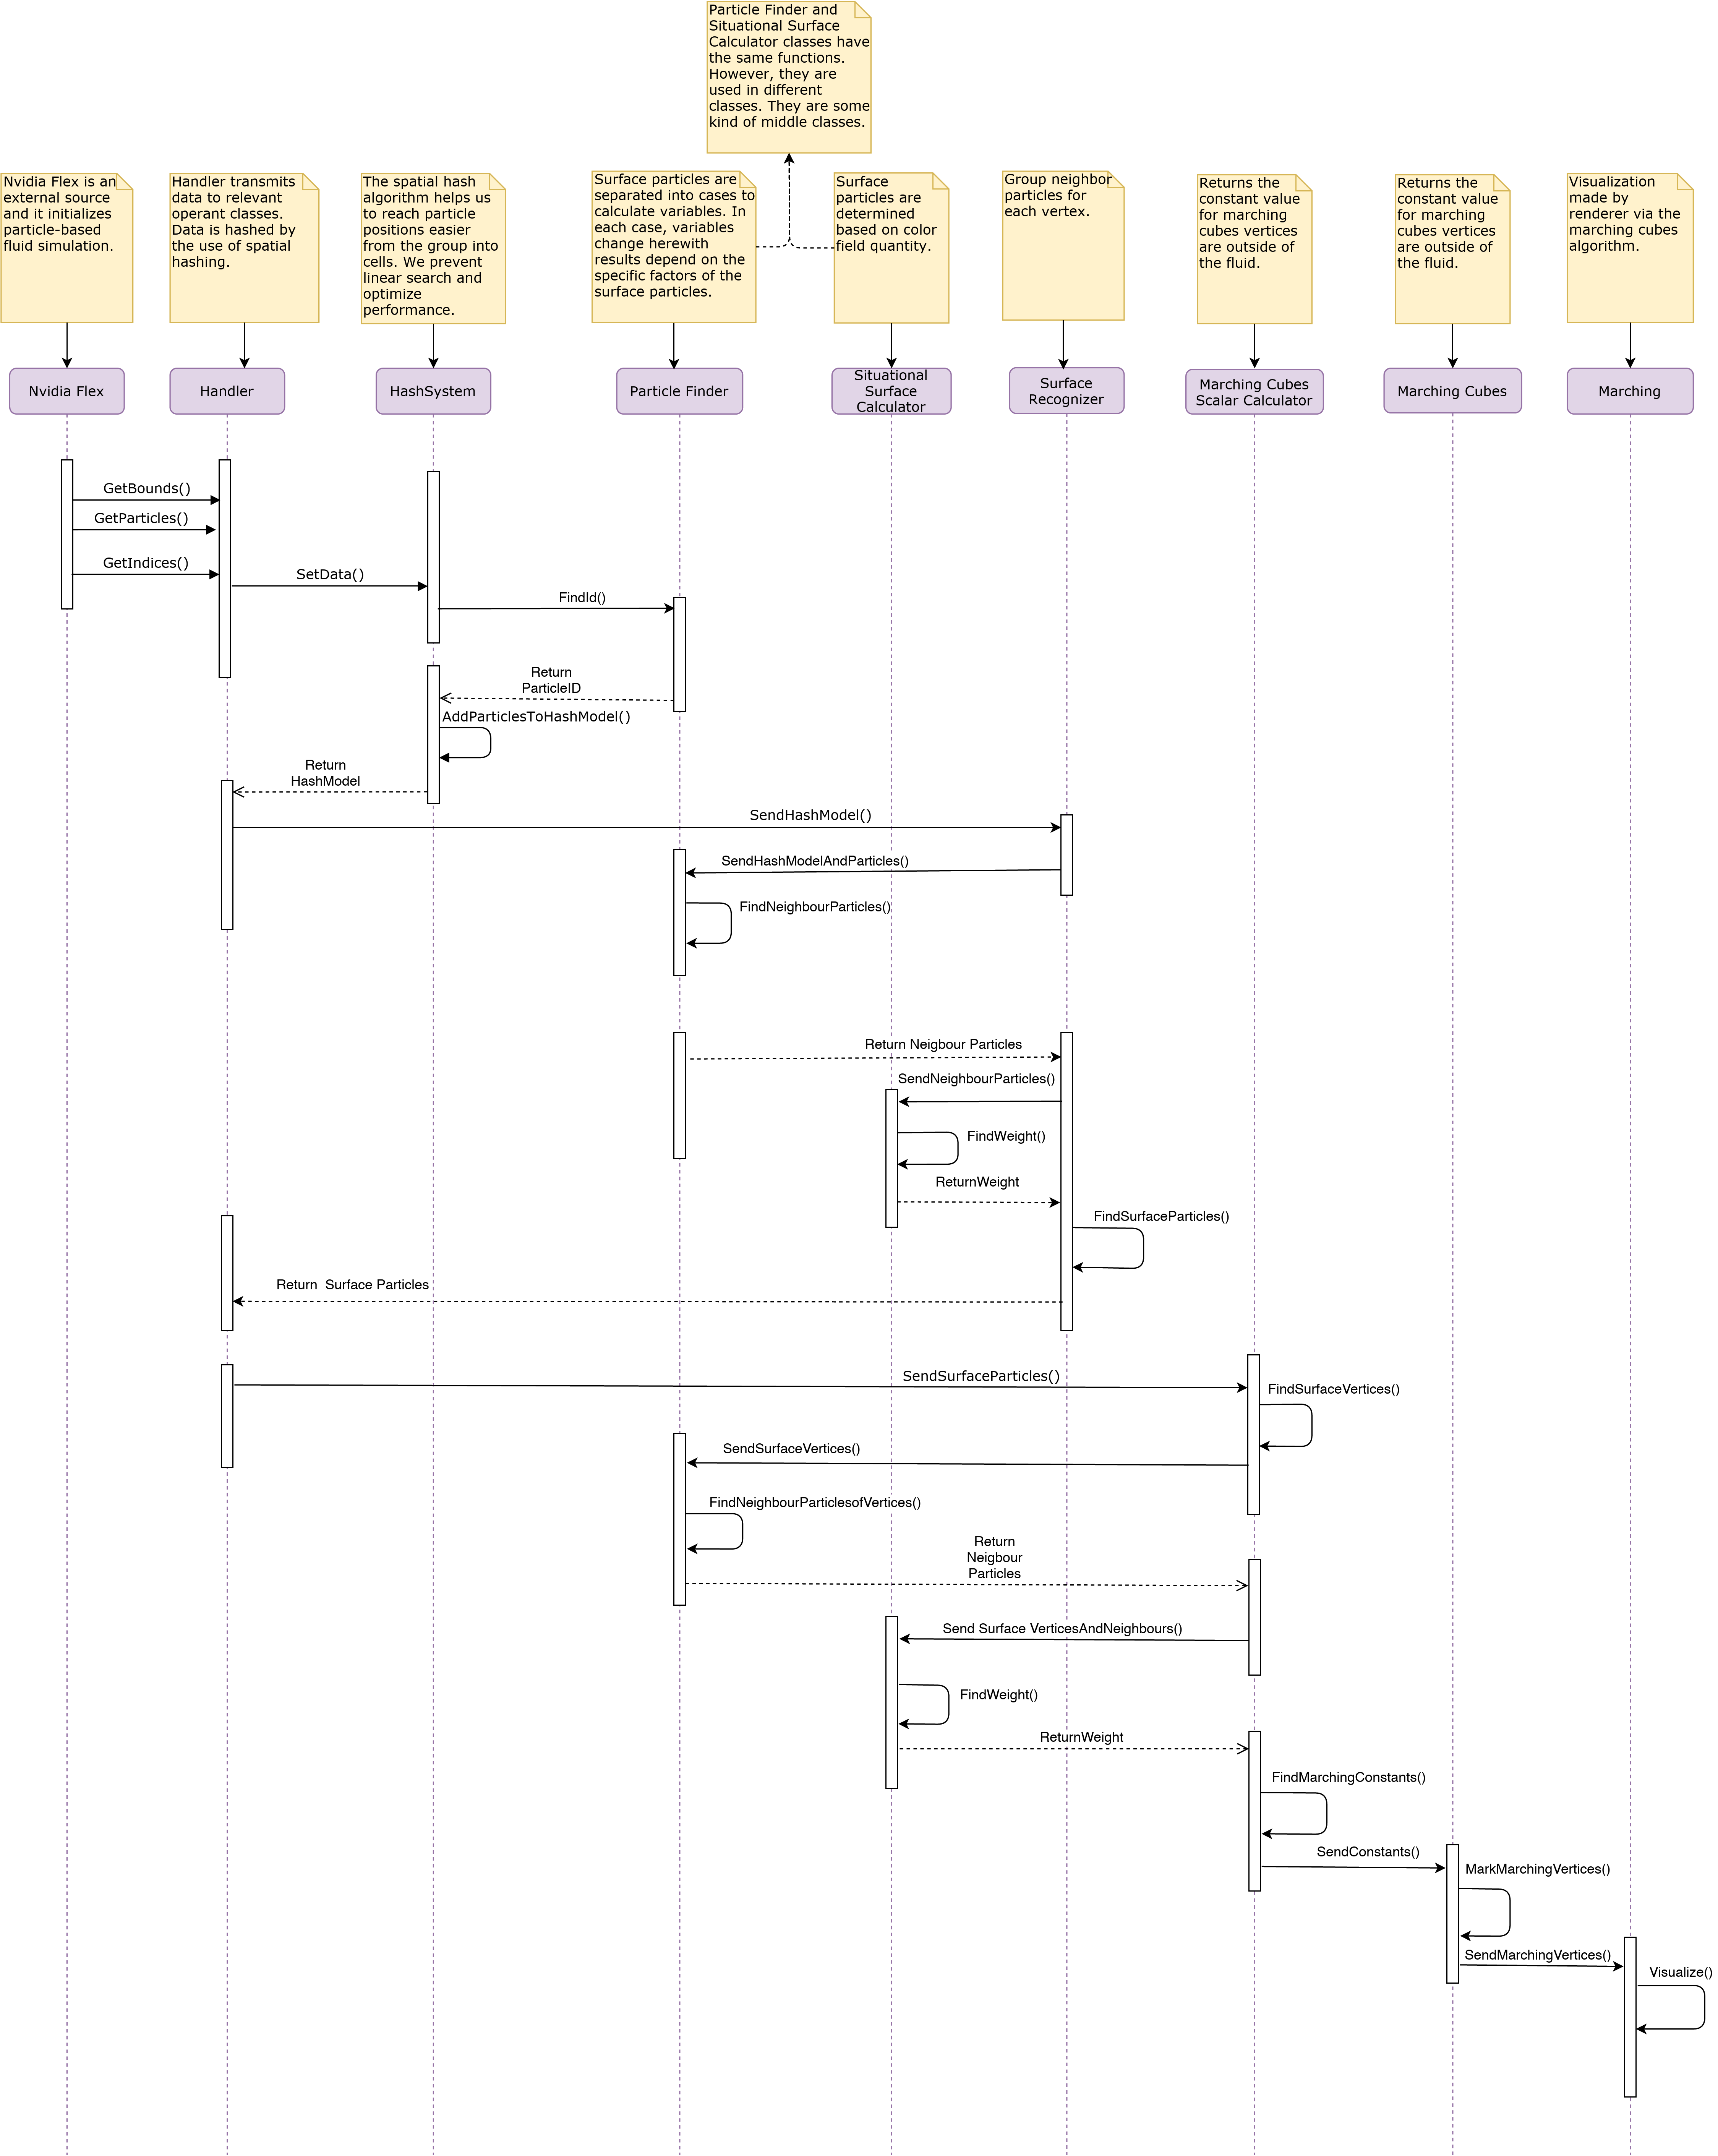 Particle Finder and
Situational Surface
Calculator classes have
the same functions.
However, they are
used in different
classes. They are some
kind of middle classes.
Nvidia Flex is an
external source
and it initializes
particle-based
fluid simulation.
Handler transmits
data to relevant
operant classes.
Data is hashed by
the use of spatial
hashing.
The spatial hash
algorithm helps us
to reach particle
positions easier
from the group into
cells. We prevent
linear search and
optimize
performance.
Surface particles are
separated into cases to
calculate variables. In
each case, variables
change herewith
results depend on the
specific factors of the
surface particles.
Surface
particles are
determined
based on color
field quantity.
Group neighbor
particles for
each vertex.
Returns the
constant value
for marching
cubes vertices
are outside of
the fluid.
Returns the
constant value
for marching
cubes vertices
are outside of
the fluid.
Visualization
made by
renderer via the
marching cubes
algorithm.
Nvidia Flex
Handler
HashSystem
Particle Finder
Situational
Surface
Calculator
Surface
Recognizer
Marching Cubes
Scalar Calculator
Marching Cubes
Marching
GetBounds()
GetParticles()
GetIndices()
SetData()
FindId()
Return
ParticleID
AddParticlesToHashModel()
Return
HashModel
SendHashModel()
SendHashModelAndParticles()
FindNeighbourParticles()
Return Neigbour Particles
SendNeighbourParticles()
FindWeight()
ReturnWeight
FindSurfaceParticles()
Return  Surface Particles
SendSurfaceParticles()
FindSurfaceVertices()
SendSurfaceVertices()
FindNeighbourParticlesofVertices()
Return
Neigbour
Particles
Send Surface VerticesAndNeighbours()
FindWeight()
ReturnWeight
FindMarchingConstants()
SendConstants()
MarkMarchingVertices()
SendMarchingVertices()
Visualize()